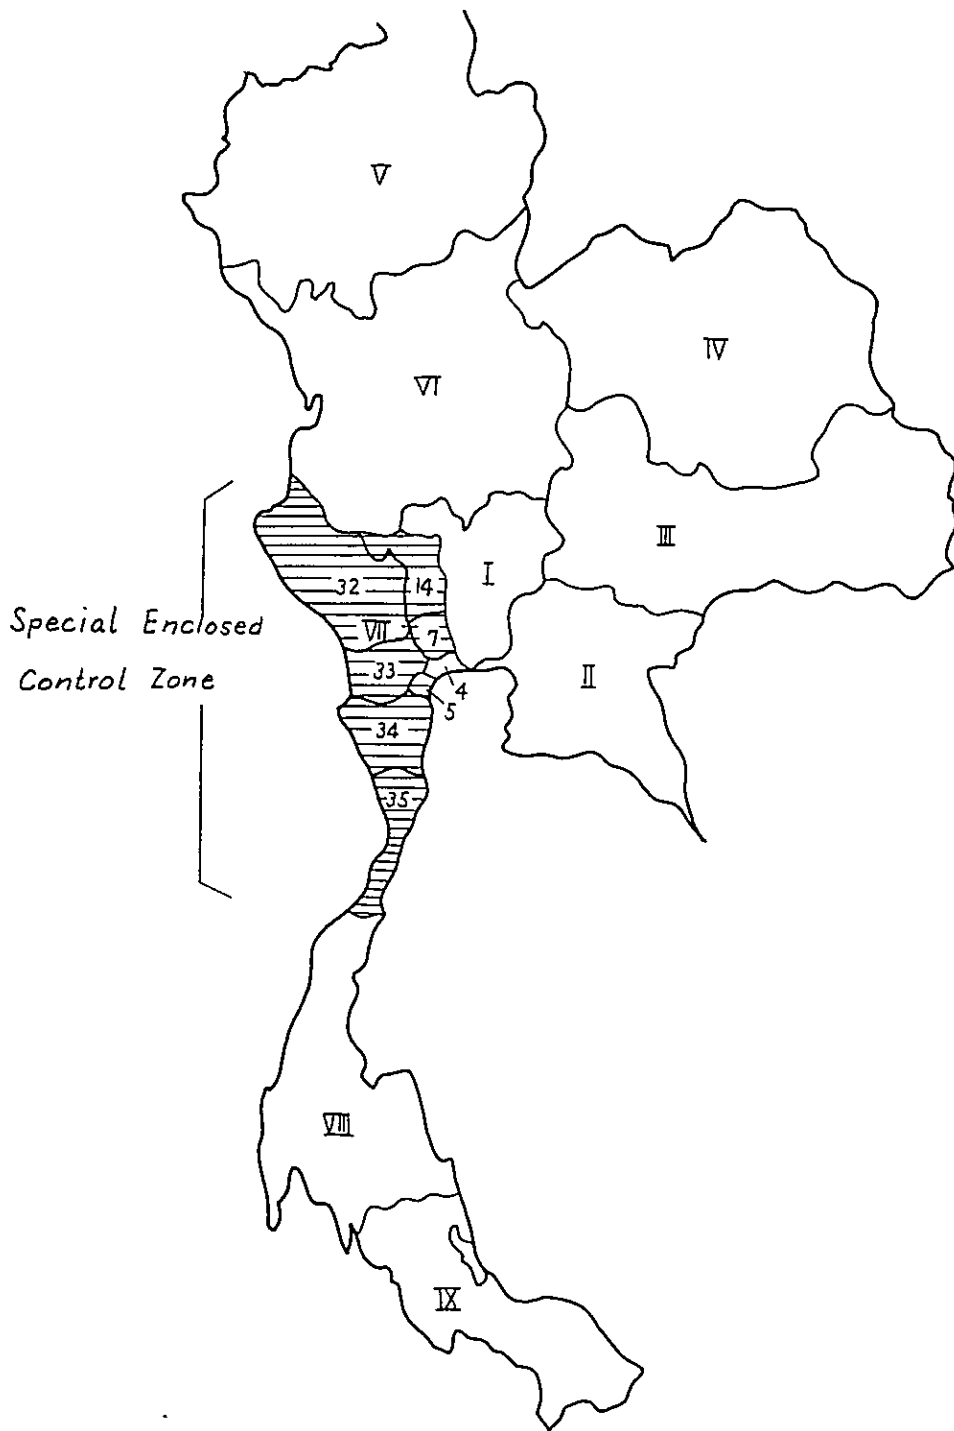 V
IV
VI
III
I
32
14
Special Enclosed
VII
7
Control Zone
33
4
II
5
34
35
VIII
IX